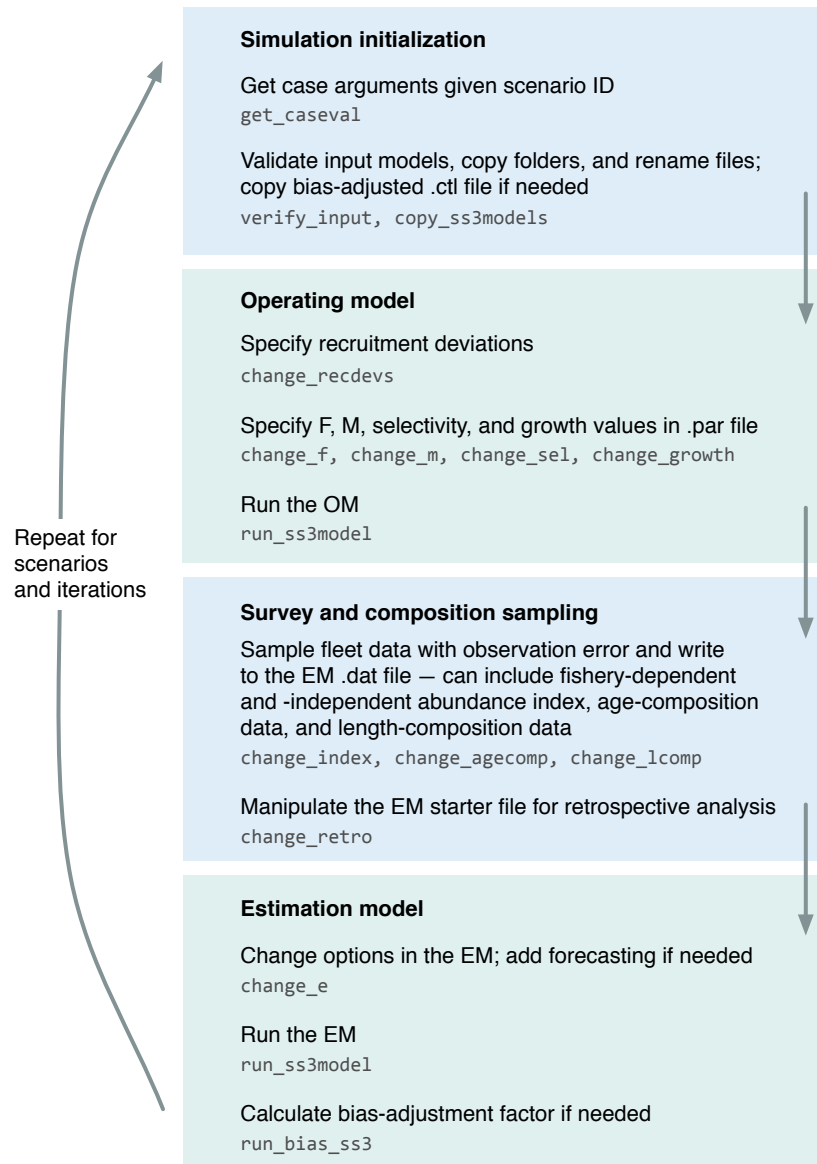 Simulation initialization
Get case arguments given scenario ID
get_caseval
Validate input models, copy folders, and rename files;
copy bias-adjusted .ctl file if needed
verify_input, copy_ss3models
Operating model
Specify recruitment deviations
change_recdevs
Specify F, M, selectivity, and growth values in .par file
change_f, change_m, change_sel, change_growth
Run the OM
run_ss3model
Repeat for
scenarios
and iterations
Survey and composition sampling
Sample fleet data with observation error and write
to the EM .dat file — can include fishery-dependent
and -independent abundance index, age-composition
data, and length-composition data
change_index, change_agecomp, change_lcomp
Manipulate the EM starter file for retrospective analysis
change_retro
Estimation model
Change options in the EM; add forecasting if needed
change_e
Run the EM
run_ss3model
Calculate bias-adjustment factor if needed
run_bias_ss3